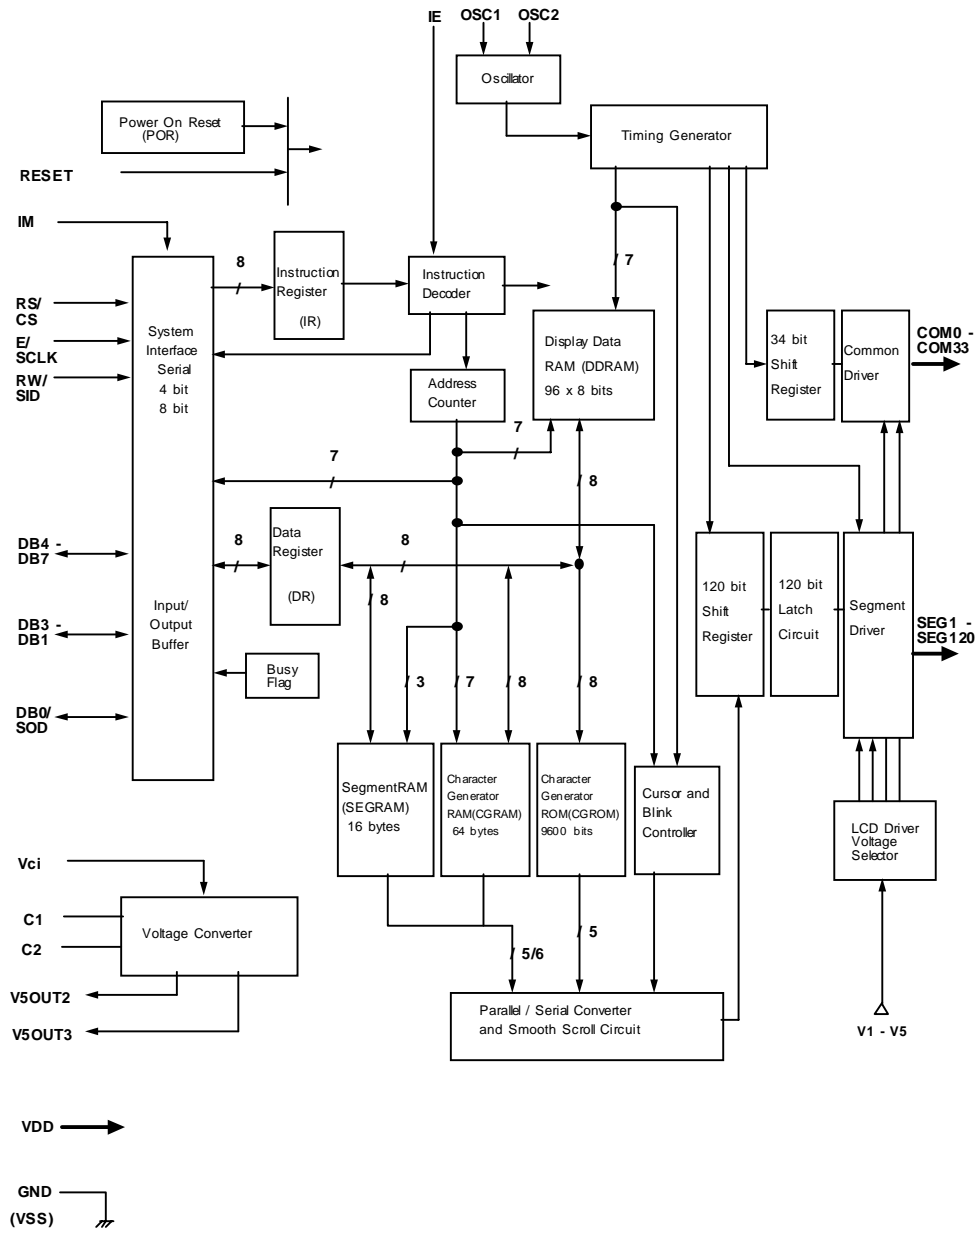 IE
OSC1
OSC2
Oscillator
Power On Reset
(POR)
Timing Generator
RESET
IM
8
Instruction
Register
(IR)
Instruction
Decoder
7
RS/
CS
E/
SCLK
RW/
SID
System
Interface
Serial
4 bit
8 bit
Display Data
RAM (DDRAM)
96 x 8 bits
34 bit
Shift
Register
Common
Driver
COM0 -
COM33
Address
Counter
7
7
8
DB4 -
DB7
8
Data
Register
(DR)
8
8
120 bit
Shift
Register
120 bit
Latch
Circuit
Segment
Driver
SEG1 -
SEG120
DB3 -
DB1
Input/
Output
Buffer
Busy
Flag
3
7
8
8
DB0/
SOD
SegmentRAM
(SEGRAM)
16 bytes
Character
Generator
RAM(CGRAM)
64 bytes
Character
Generator
ROM(CGROM)
9600 bits
Cursor and
Blink
Controller
LCD Driver
Voltage
Selector
Vci
C1
C2
Voltage Converter
5/6
5
V5OUT2
V5OUT3
Parallel / Serial Converter
and Smooth Scroll Circuit
V1 - V5
VDD
GND
(VSS)